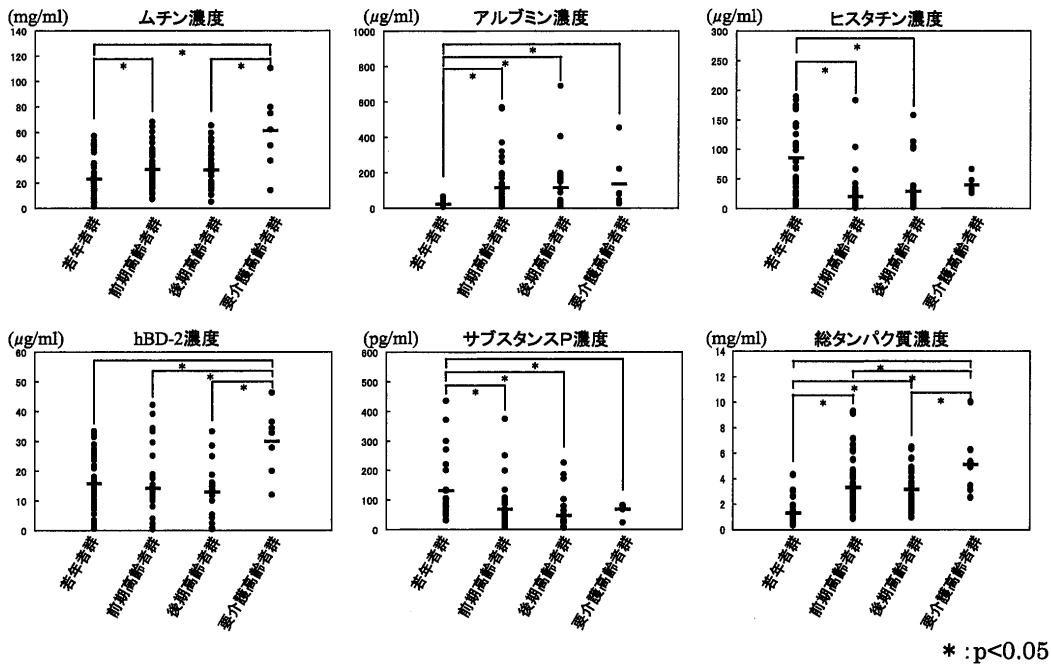 (mg/ml) ムチン濃度
140
120
100
80
60
40
20
0
* * *
若年者群 前期高齢者群 後期高齢者群 要介護高齢者群
(µg/ml) アルブミン濃度
1000
800
600
400
200
0
* * *
若年者群 前期高齢者群 後期高齢者群 要介護高齢者群
(µg/ml) ヒスタチン濃度
300
250
200
150
100
50
0
* *
若年者群 前期高齢者群 後期高齢者群 要介護高齢者群
(µg/ml) hBD-2濃度
60
50
40
30
20
10
0
* * *
若年者群 前期高齢者群 後期高齢者群 要介護高齢者群
(pg/ml) サブスタンスP濃度
600
500
400
300
200
100
0
* * *
若年者群 前期高齢者群 後期高齢者群 要介護高齢者群
(mg/ml) 総タンパク質濃度
14
12
10
8
6
4
2
0
* * * * *
若年者群 前期高齢者群 後期高齢者群 要介護高齢者群
* : p<0.05